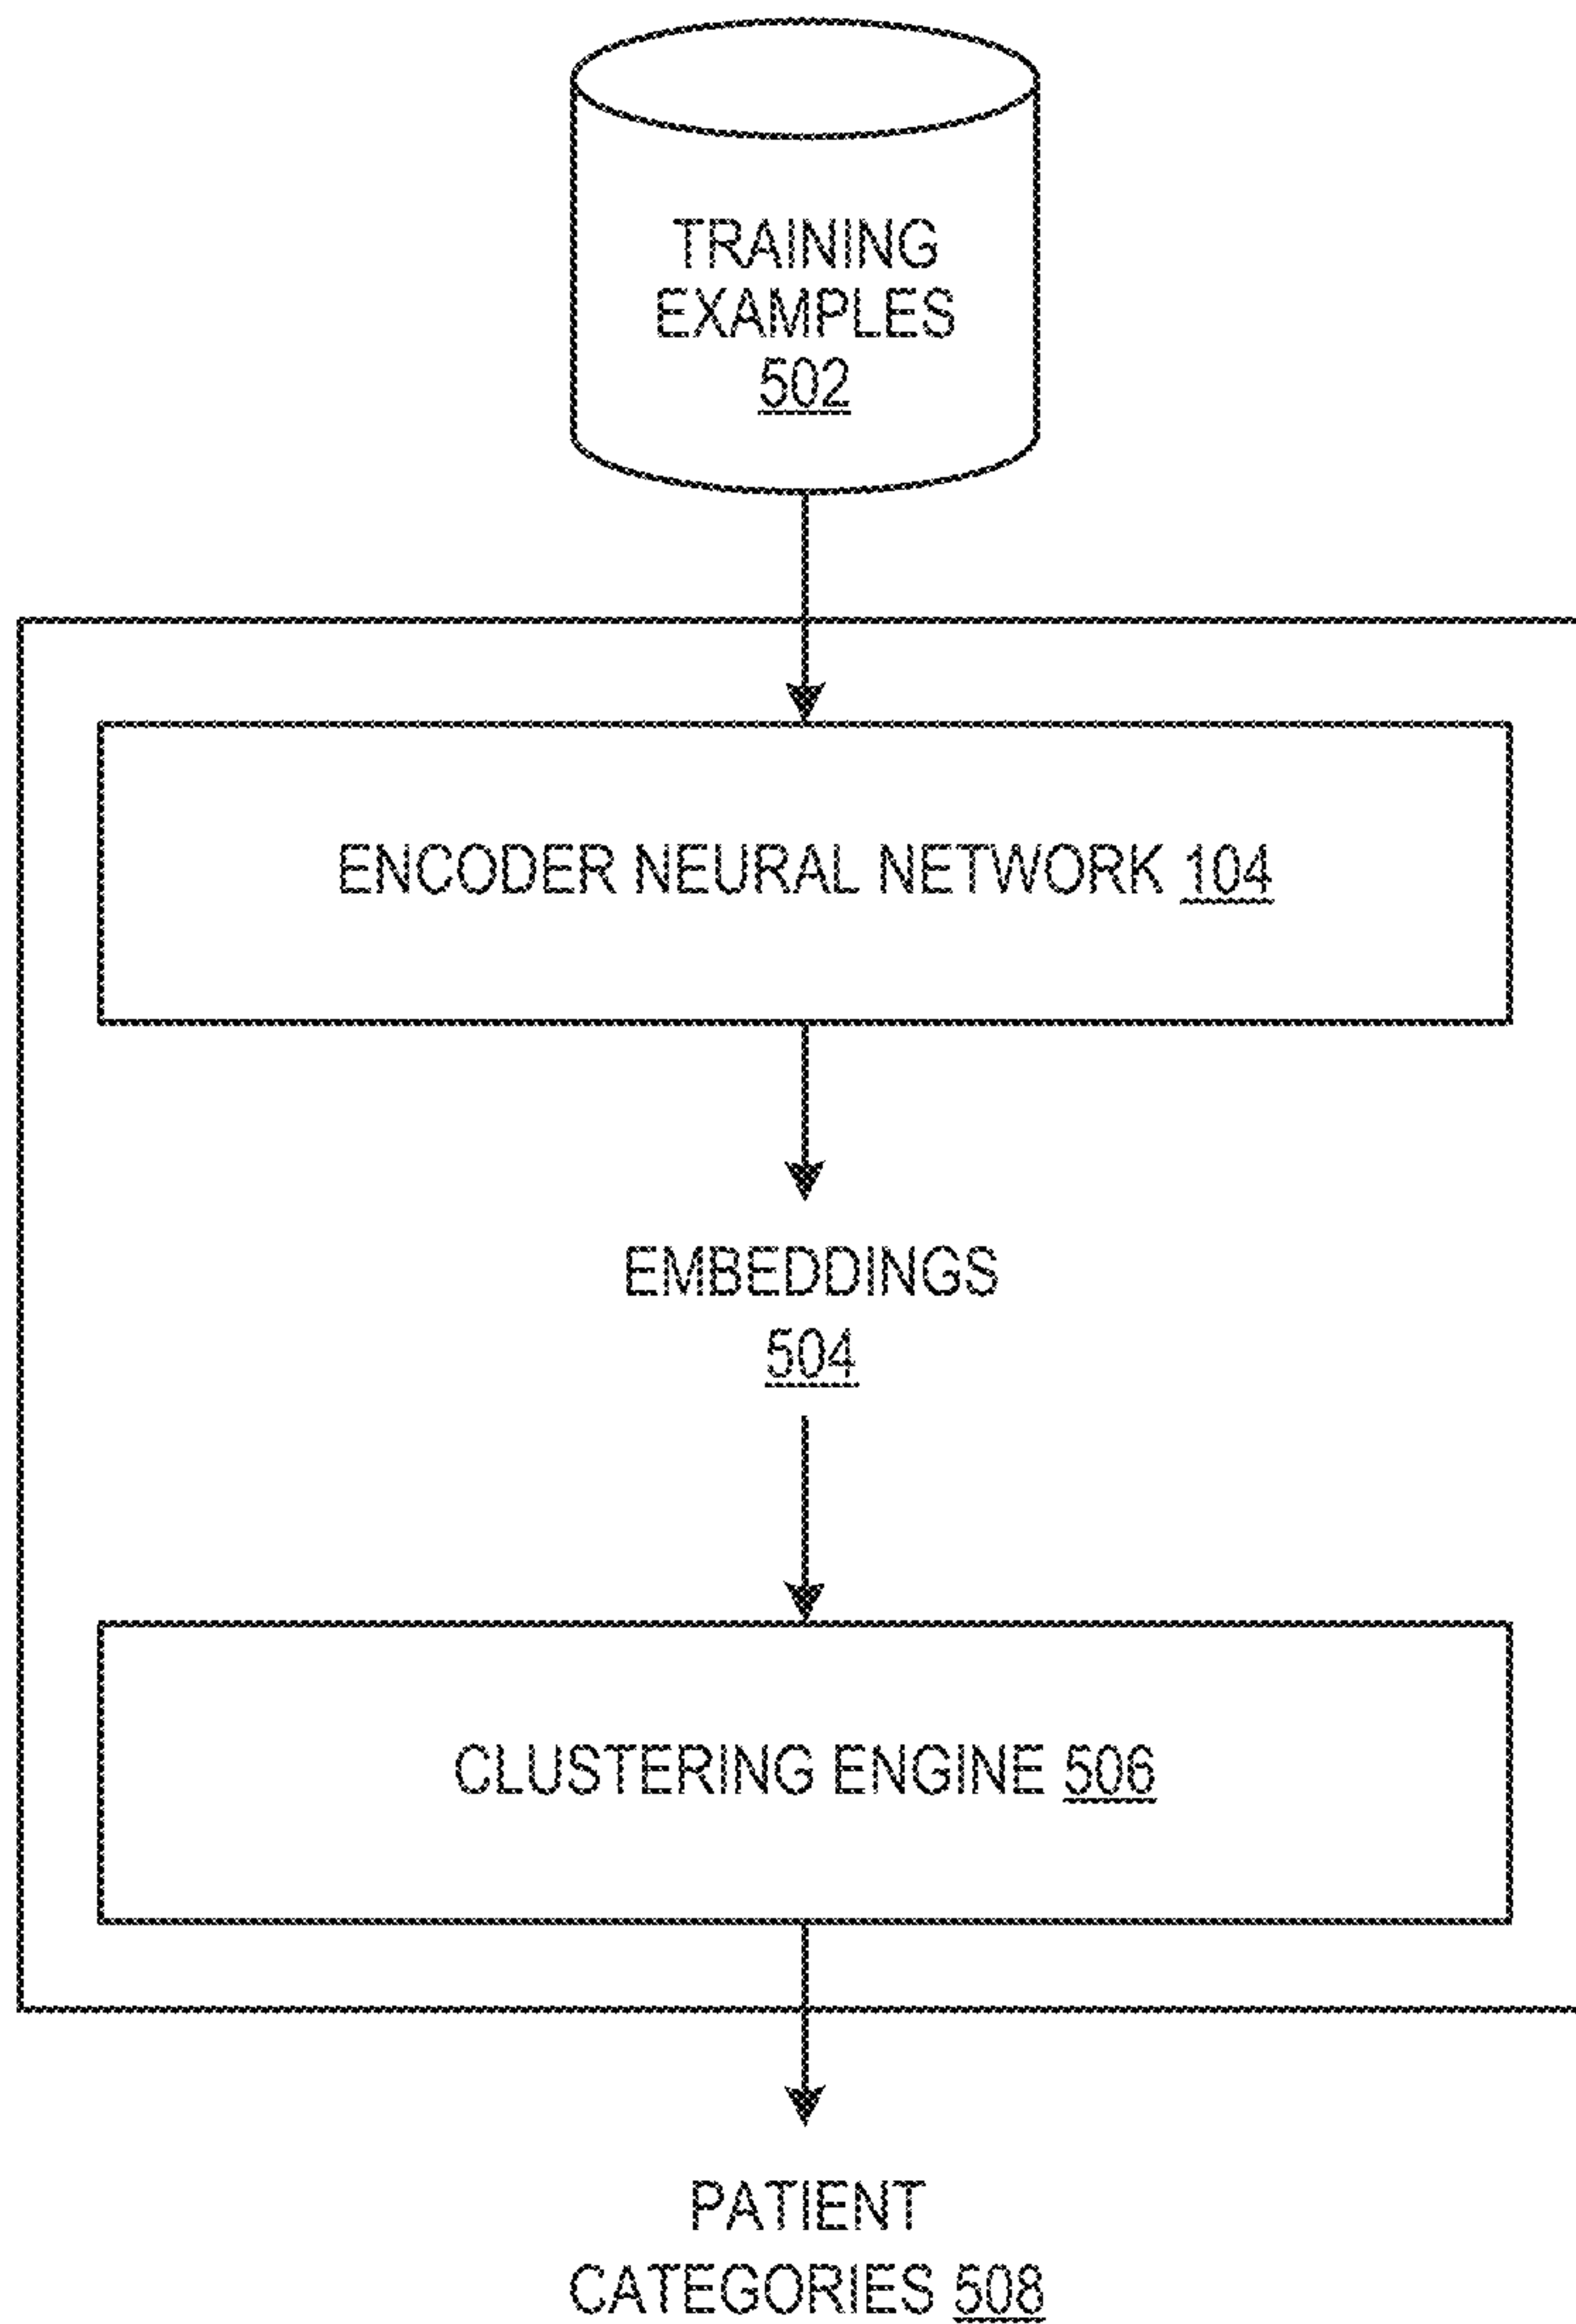 TRAINING
EXAMPLES
502
ENCODER NEURAL NETWORK 104
EMBEDDINGS
504
CLUSTERING ENGINE 506
PATIENT
CATEGORIES 508